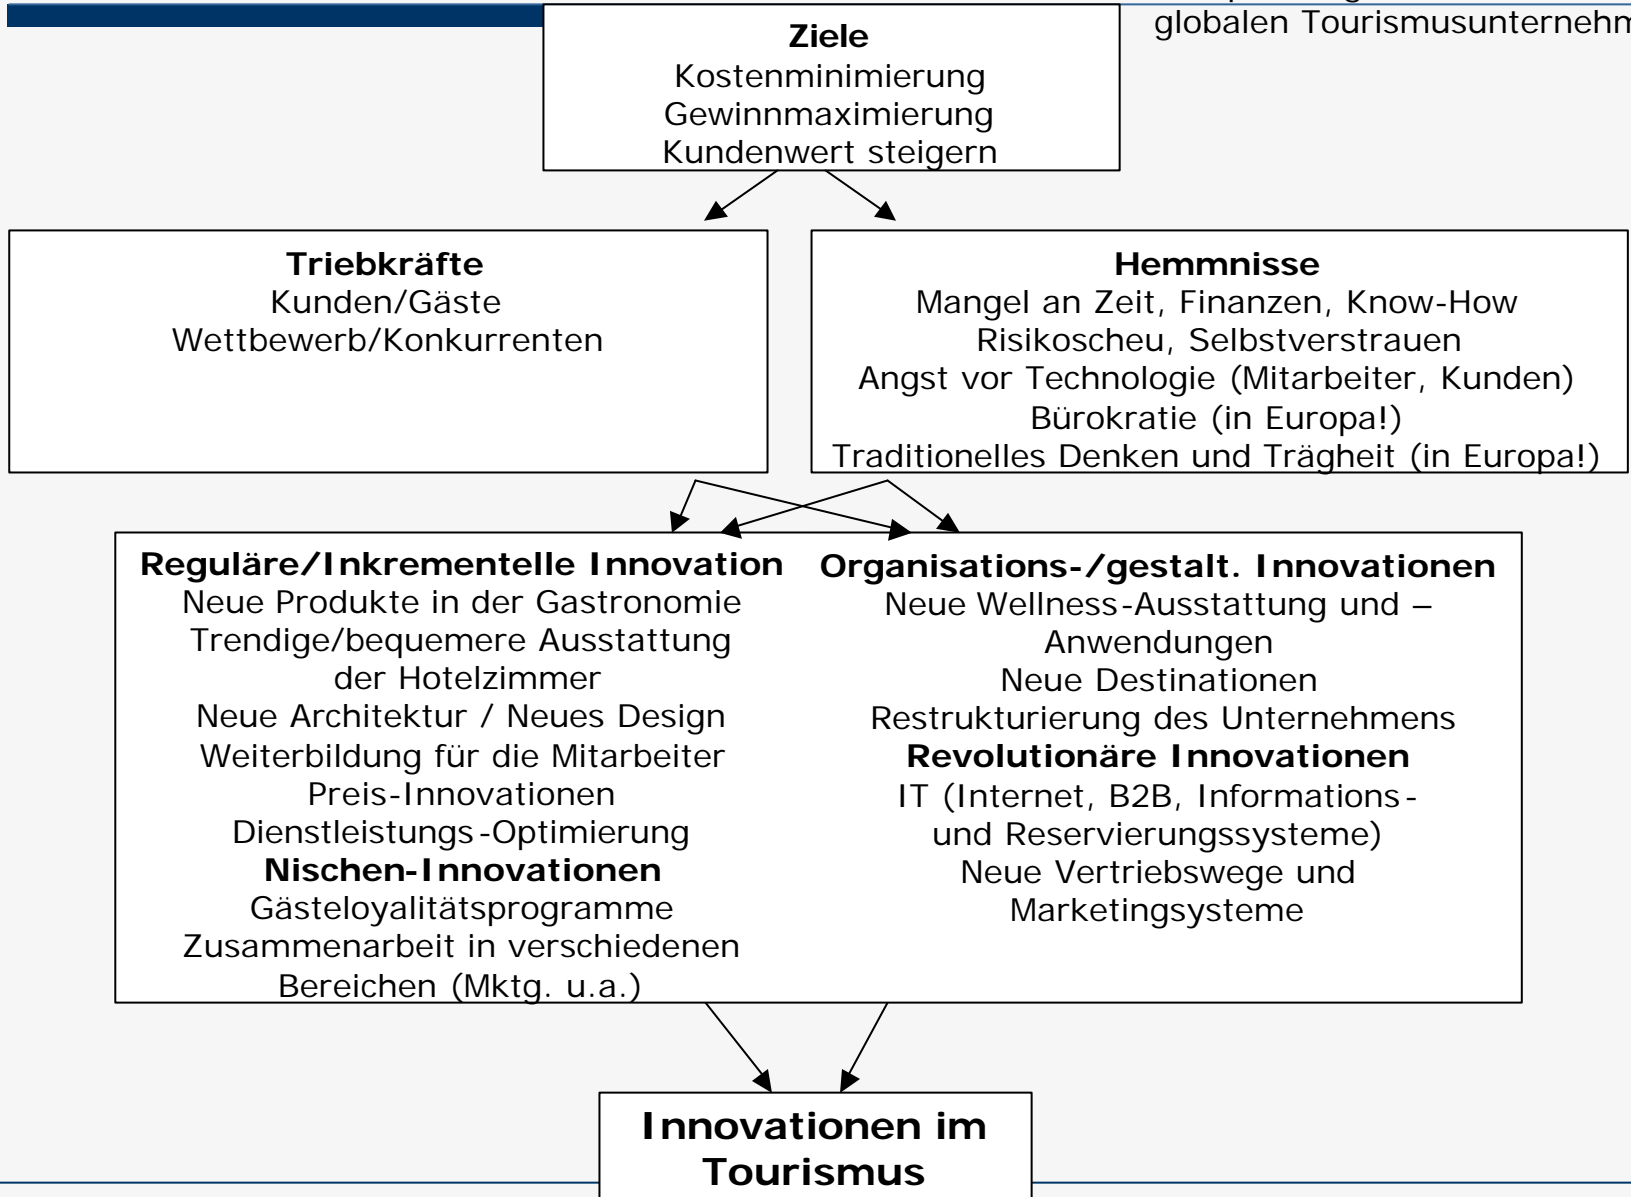 globalen
Ziele
Kostenminimierung
Gewinnmaximierung
Kundenwert steigern
Triebkräfte
Kunden/Gäste
Wettbewerb/Konkurrenten
Hemmnisse
Mangel an Zeit, Finanzen, Know-How
Risikoscheu, Selbstverstrauen
Angst vor Technologie (Mitarbeiter, Kunden)
Bürokratie (in Europa!)
Traditionelles Denken und Trägheit (in Europa!)
Reguläre/Inkrementelle Innovation
Neue Produkte in der Gastronomie
Trendige/bequemere Ausstattung
der Hotelzimmer
Neue Architektur / Neues Design
Weiterbildung für die Mitarbeiter
Preis-Innovationen
Dienstleistungs-Optimierung
Nischen-Innovationen
Gästeloyalitätsprogramme
Zusammenarbeit in verschiedenen
Bereichen (Mktg. u.a.)
Organisations-/gestalt. Innovationen
Neue Wellness-Ausstattung und –
Anwendungen
Neue Destinationen
Restrukturierung des Unternehmens
Revolutionäre Innovationen
IT (Internet, B2B, Informations-
und Reservierungssysteme)
Neue Vertriebswege und
Marketingsysteme
Innovationen im
Tourismus